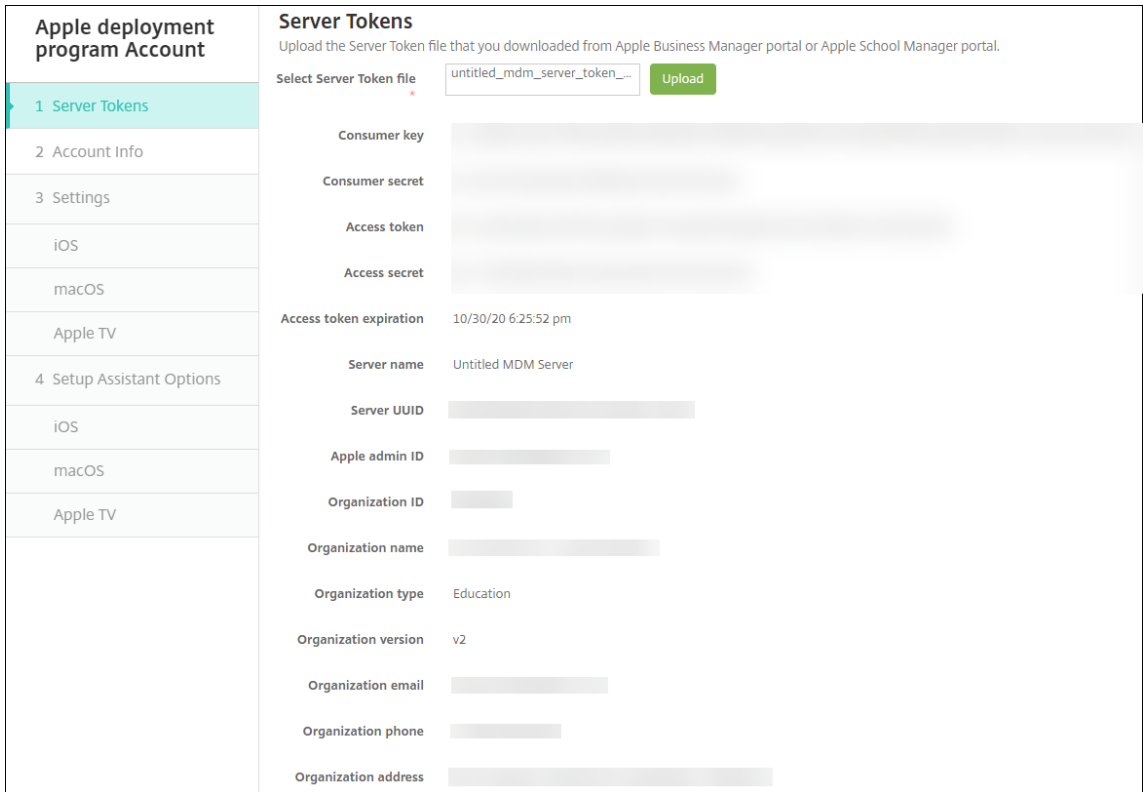 Apple deployment
program Account
1 Server Tokens
2 Account Info
3 Settings
iOS
macOS
Apple TV
4 Setup Assistant Options
iOS
macOS
Apple TV
Server Tokens
Upload the Server Token file that you downloaded from Apple Business Manager portal or Apple School Manager portal.
Select Server Token file * untitled_mdm_server_token_... Upload
Consumer key
Consumer secret
Access token
Access secret
Access token expiration 10/30/20 6:25:52 pm
Server name Untitled MDM Server
Server UUID
Apple admin ID
Organization ID
Organization name
Organization type Education
Organization version v2
Organization email
Organization phone
Organization address